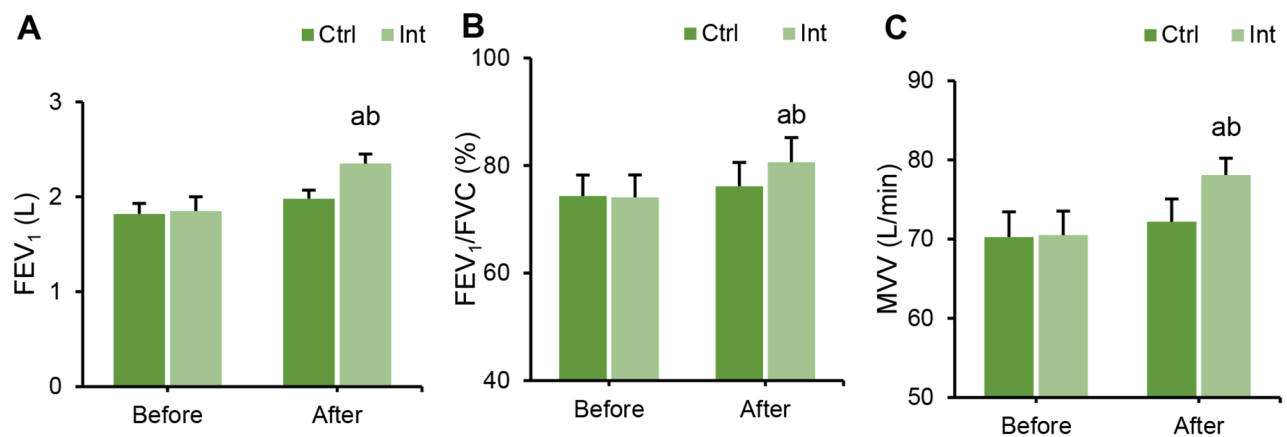 A
Ctrl Int
FEV₁ (L)
3
2
1
0
ab
Before After
B
Ctrl Int
FEV₁/FVC (%)
100
80
60
40
ab
Before After
C
Ctrl Int
MVV (L/min)
90
80
70
60
50
ab
Before After